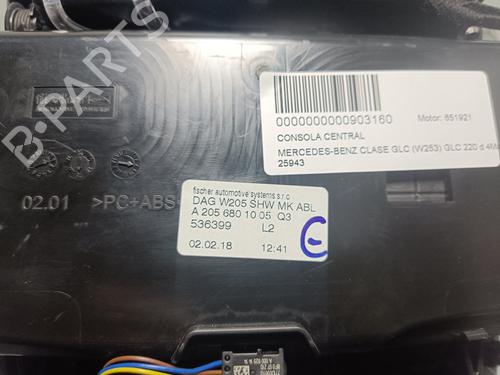 0000000000903160
Motor: 651921
CONSOLA CENTRAL
MERCEDES-BENZ CLASE GLC (W253) GLC 220 d 4Ma
25943
B-PARTS
02.01 >PC+ABS
fischer automotive systems s.r.o
DAG W205 SHW MK ABL
A 205 680 10 05 Q3
536399 L2
02.02.18 12:41
E